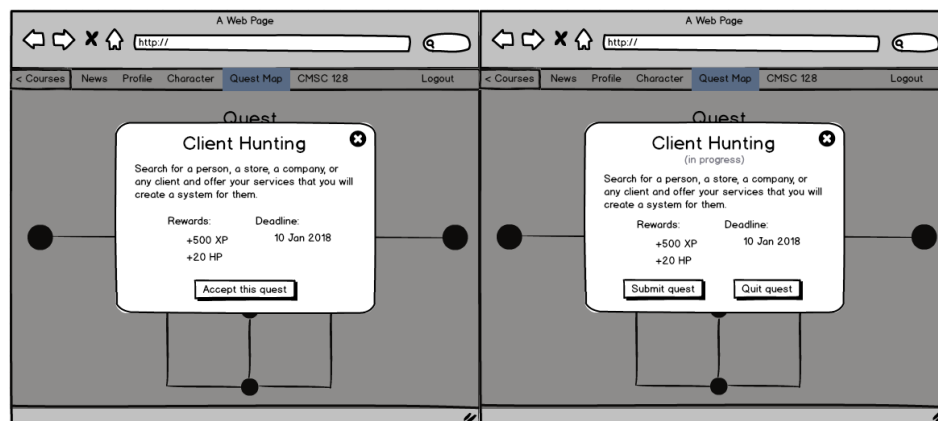 A Web Page
http://
< Courses News Profile Character Quest Map CMSC 128 Logout
Quest
Client Hunting
Search for a person, a store, a company, or
any client and offer your services that you will
create a system for them.
Rewards: Deadline:
+500 XP 10 Jan 2018
+20 HP
Accept this quest
A Web Page
http://
< Courses News Profile Character Quest Map CMSC 128 Logout
Quest
Client Hunting
(in progress)
Search for a person, a store, a company, or
any client and offer your services that you will
create a system for them.
Rewards: Deadline:
+500 XP 10 Jan 2018
+20 HP
Submit quest Quit quest